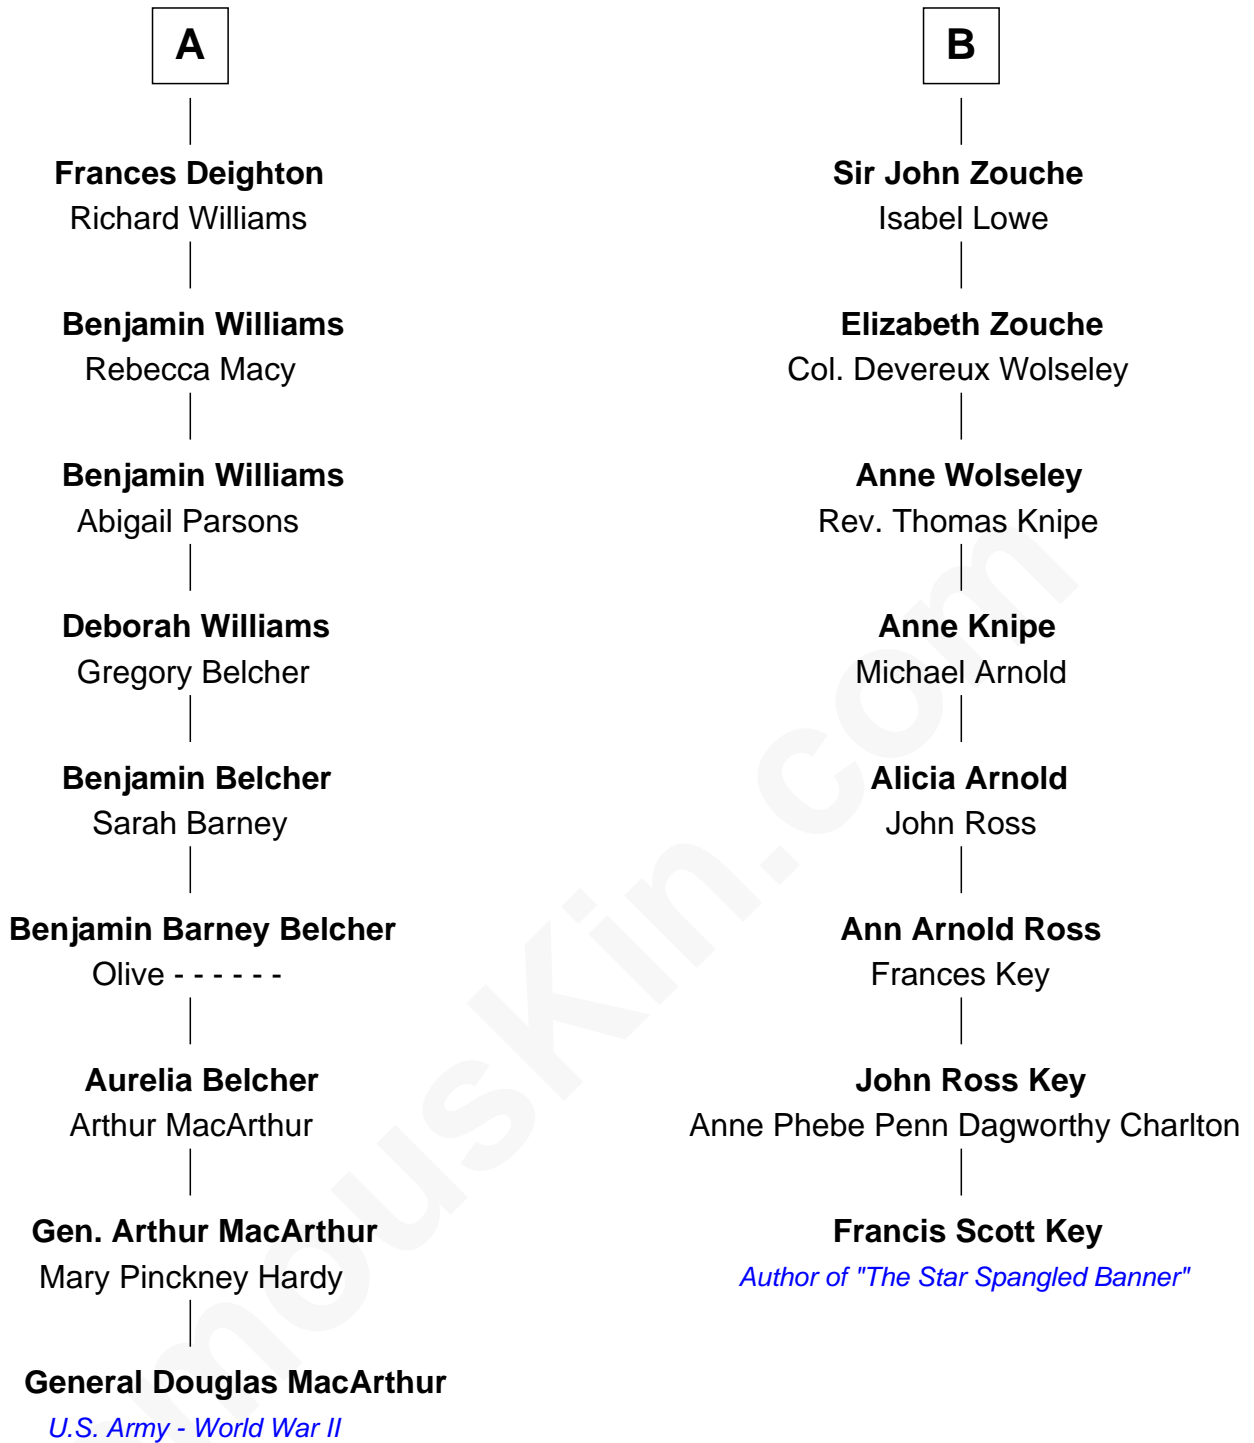 A
Frances Deighton
Richard Williams
Benjamin Williams
Rebecca Macy
Benjamin Williams
Abigail Parsons
Deborah Williams
Gregory Belcher
Benjamin Belcher
Sarah Barney
Benjamin Barney Belcher
Olive - - - - - -
Aurelia Belcher
Arthur MacArthur
Gen. Arthur MacArthur
Mary Pinckney Hardy
General Douglas MacArthur
U.S. Army - World War II
B
Sir John Zouche
Isabel Lowe
Elizabeth Zouche
Col. Devereux Wolseley
Anne Wolseley
Rev. Thomas Knipe
Anne Knipe
Michael Arnold
Alicia Arnold
John Ross
Ann Arnold Ross
Frances Key
John Ross Key
Anne Phebe Penn Dagworthy Charlton
Francis Scott Key
Author of "The Star Spangled Banner"
mousKin.com